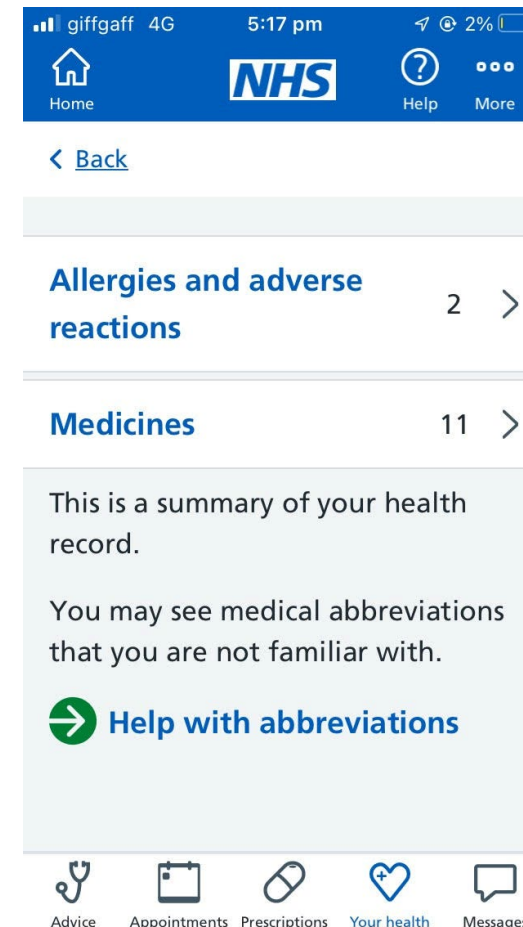 giffgaff 4G 5:17 pm 2%
NHS
Home Help More
Back
Allergies and adverse
reactions
2
Medicines 11
This is a summary of your health
record.
You may see medical abbreviations
that you are not familiar with.
Help with abbreviations
Advice Appointments Prescriptions Your health Messages